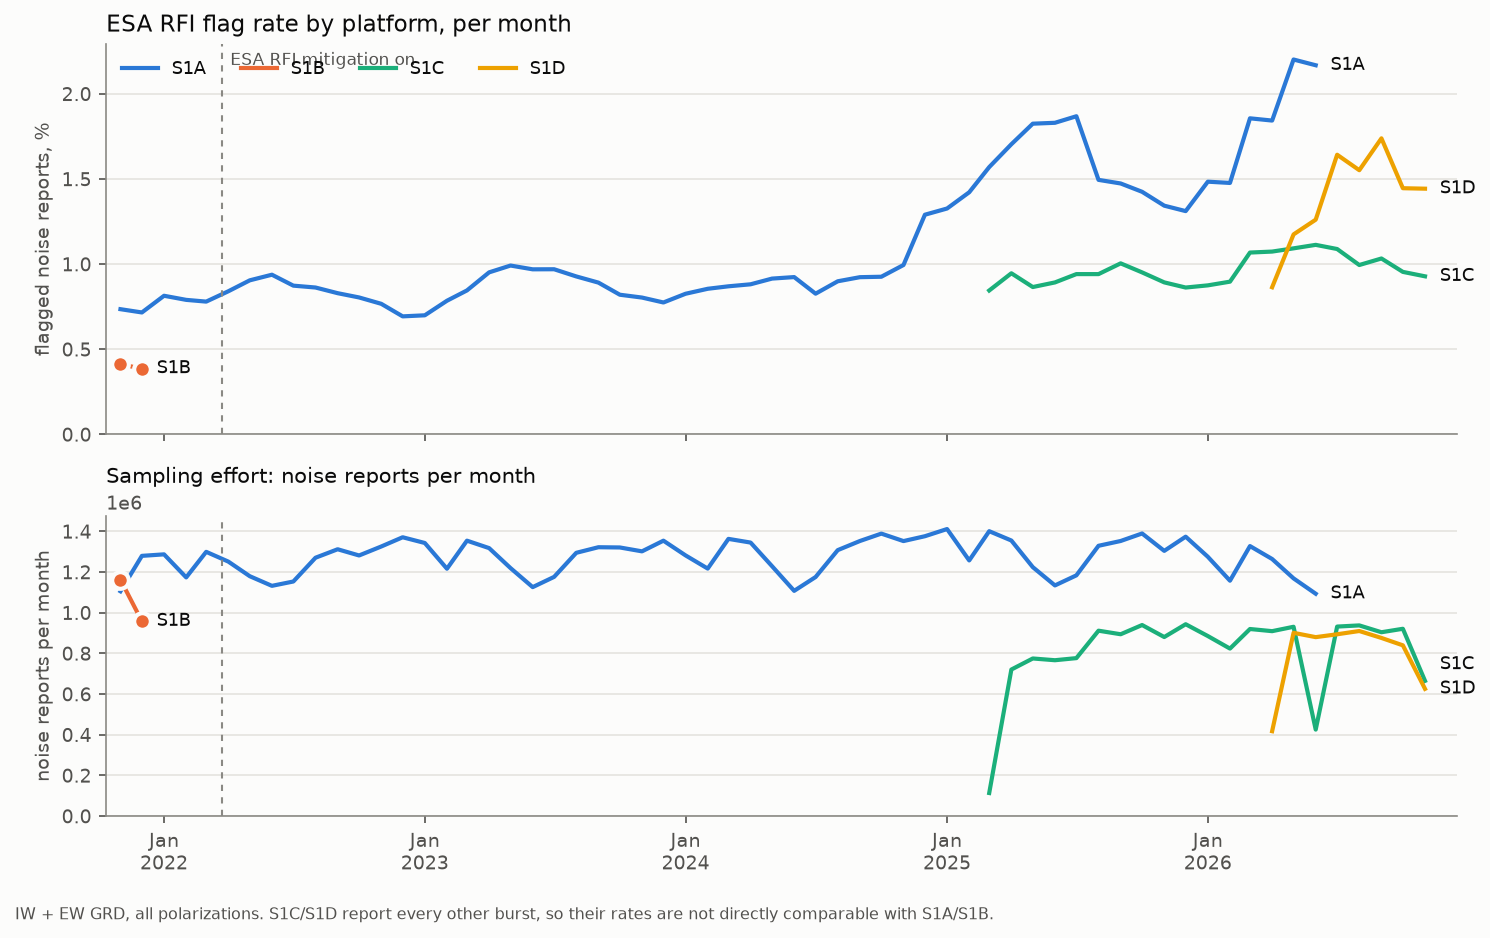 ESA RFI flag rate by platform, per month
ESA RFI mitigation on
S1A S1B S1C S1D
flagged noise reports, %
2.0
1.5
1.0
0.5
0.0
S1A
S1D
S1C
S1B
Sampling effort: noise reports per month
1e6
noise reports per month
1.4
1.2
1.0
0.8
0.6
0.4
0.2
0.0
S1B
S1A
S1C
S1D
Jan Jan Jan Jan Jan
2022 2023 2024 2025 2026
IW + EW GRD, all polarizations. S1C/S1D report every other burst, so their rates are not directly comparable with S1A/S1B.